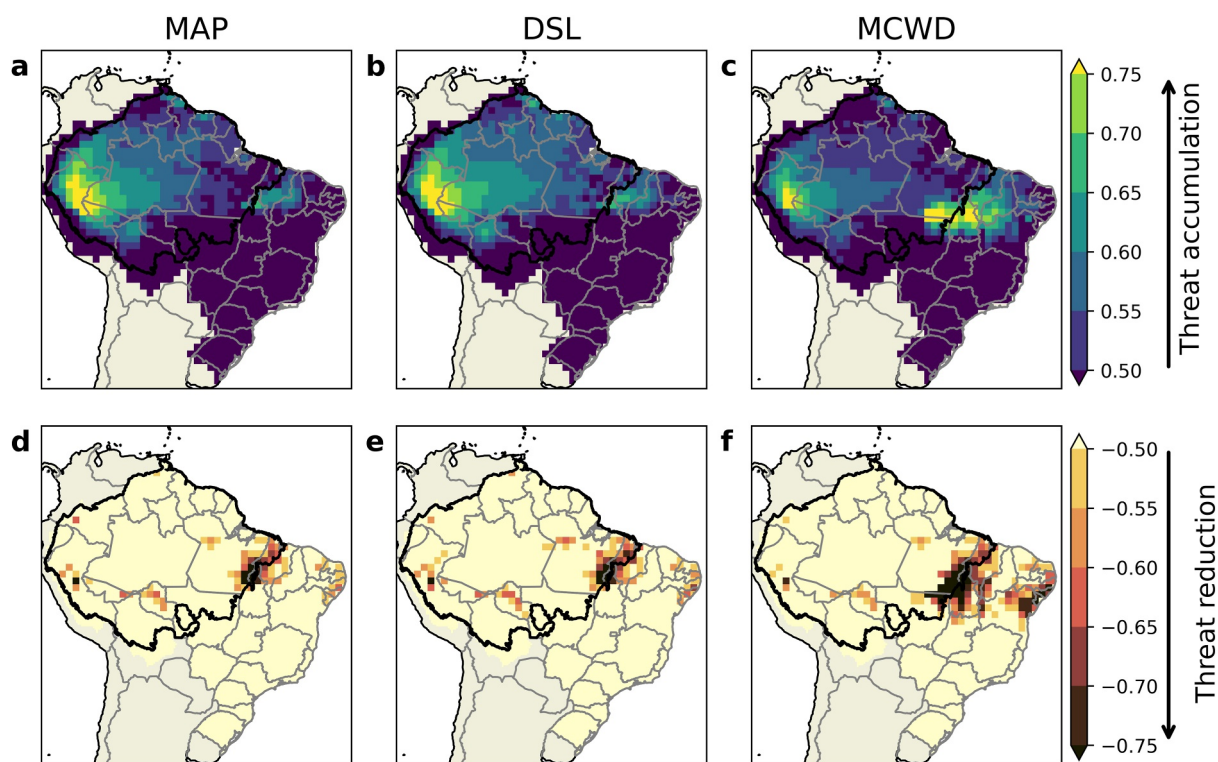 MAP
DSL
MCWD
a
b
c
0.75
0.70
0.65
0.60
0.55
0.50
Threat accumulation
d
e
f
−0.50
−0.55
−0.60
−0.65
−0.70
−0.75
Threat reduction